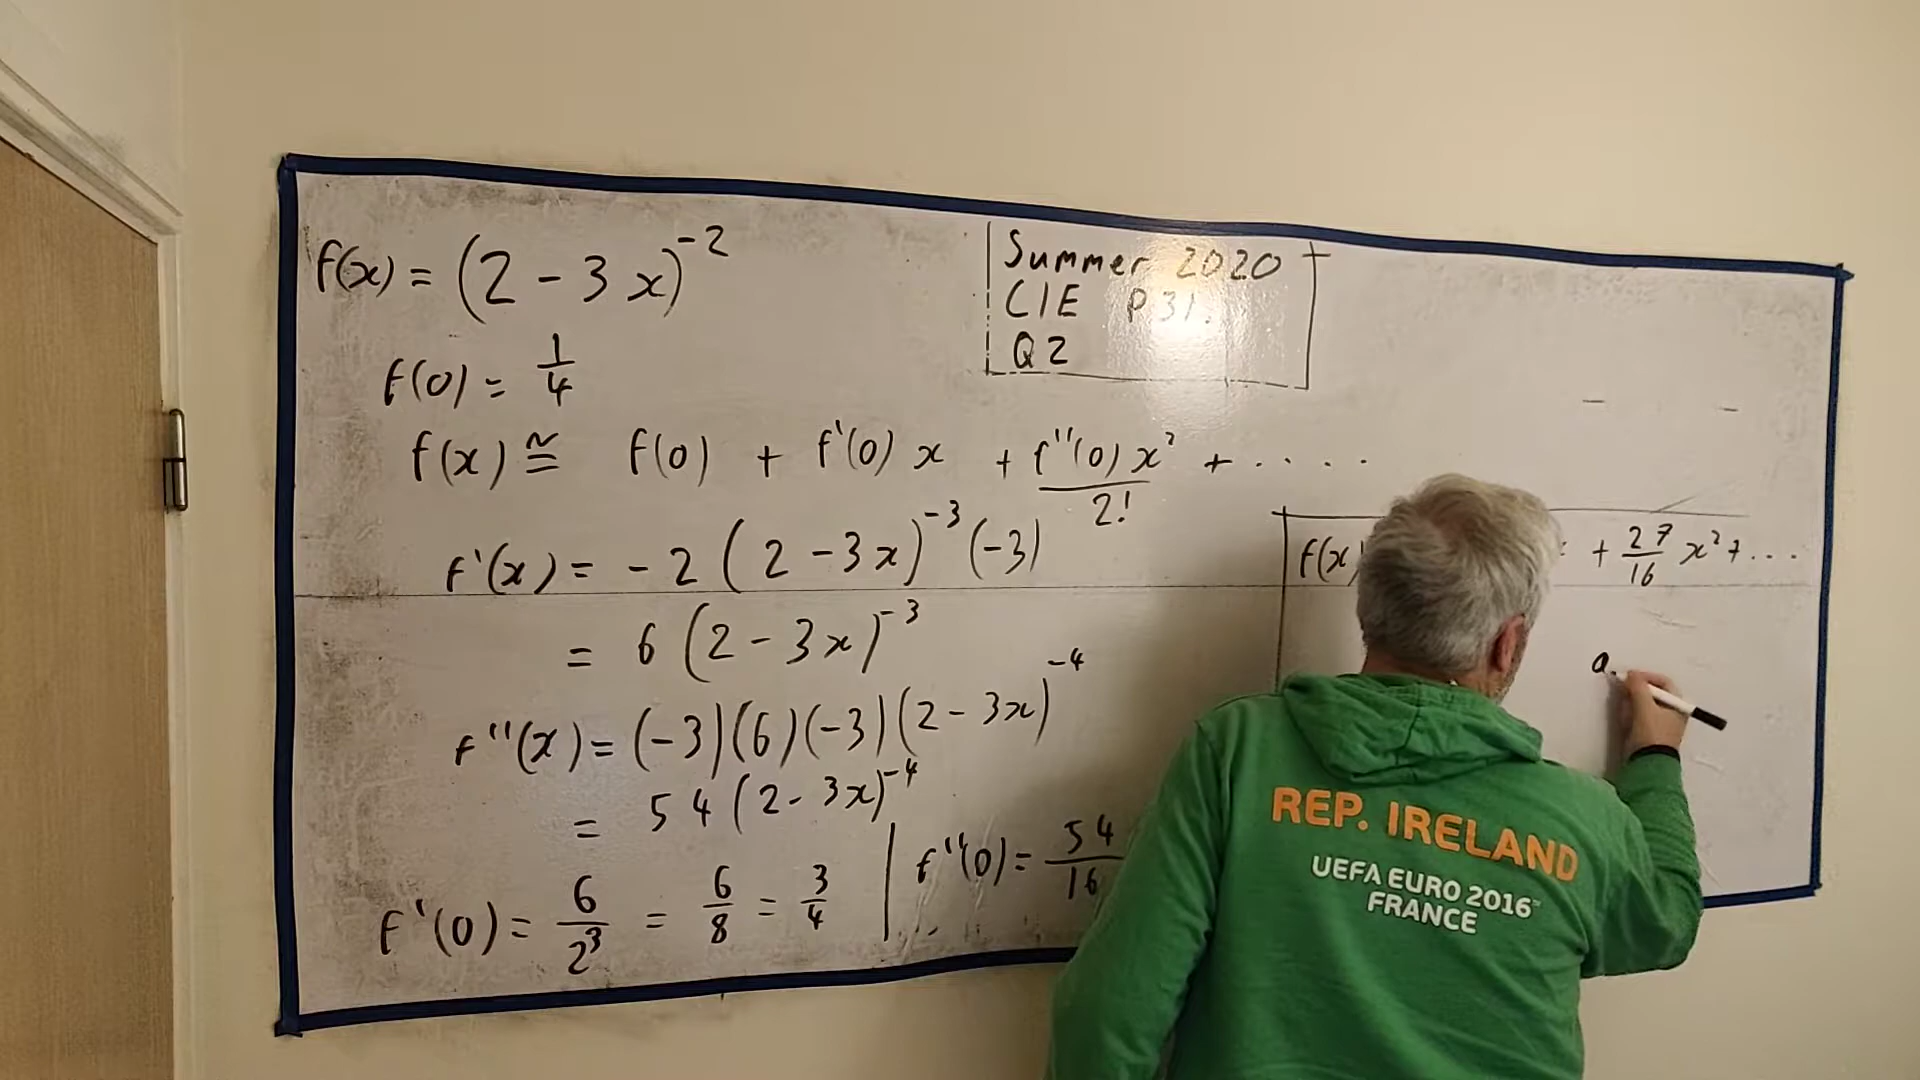 f(x) = (2 - 3x)^-2
Summer 2020
CIE P31.
Q2
f(0) = 1/4
f(x) ≅ f(0) + f'(0) x + f''(0) x²/2! + ....
f'(x) = -2 (2 - 3x)^-3 (-3)
= 6 (2 - 3x)^-3
f''(x) = (-3)(6)(-3)(2 - 3x)^-4
= 54 (2 - 3x)^-4
f'(0) = 6/2³ = 6/8 = 3/4
f''(0) = 54/16
f(x)
+ 27/16 x² + ...
a
REP. IRELAND
UEFA EURO 2016™
FRANCE